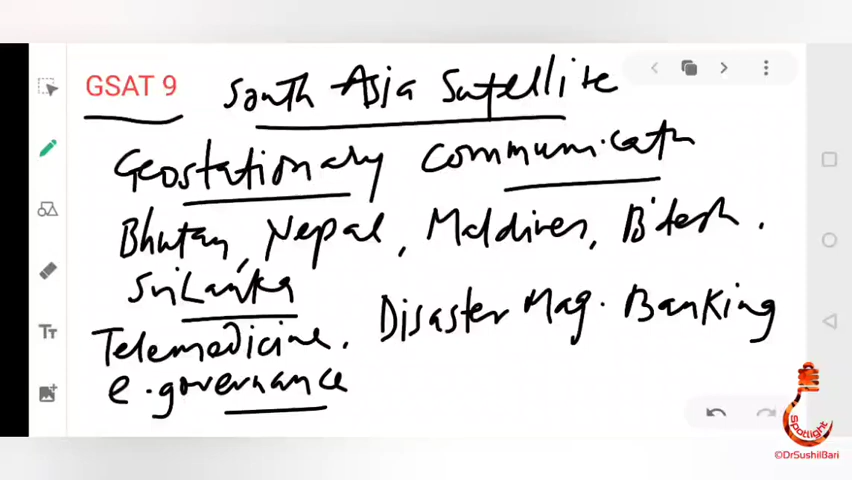 GSAT 9 South Asia Satellite
Geostationary Communicatn
Bhutan, Nepal, Maldives, B'desh.
SriLanka
Telemedicine. Disaster Mag. Banking
e.governance
Tт
Spotlight
©DrSushilBari